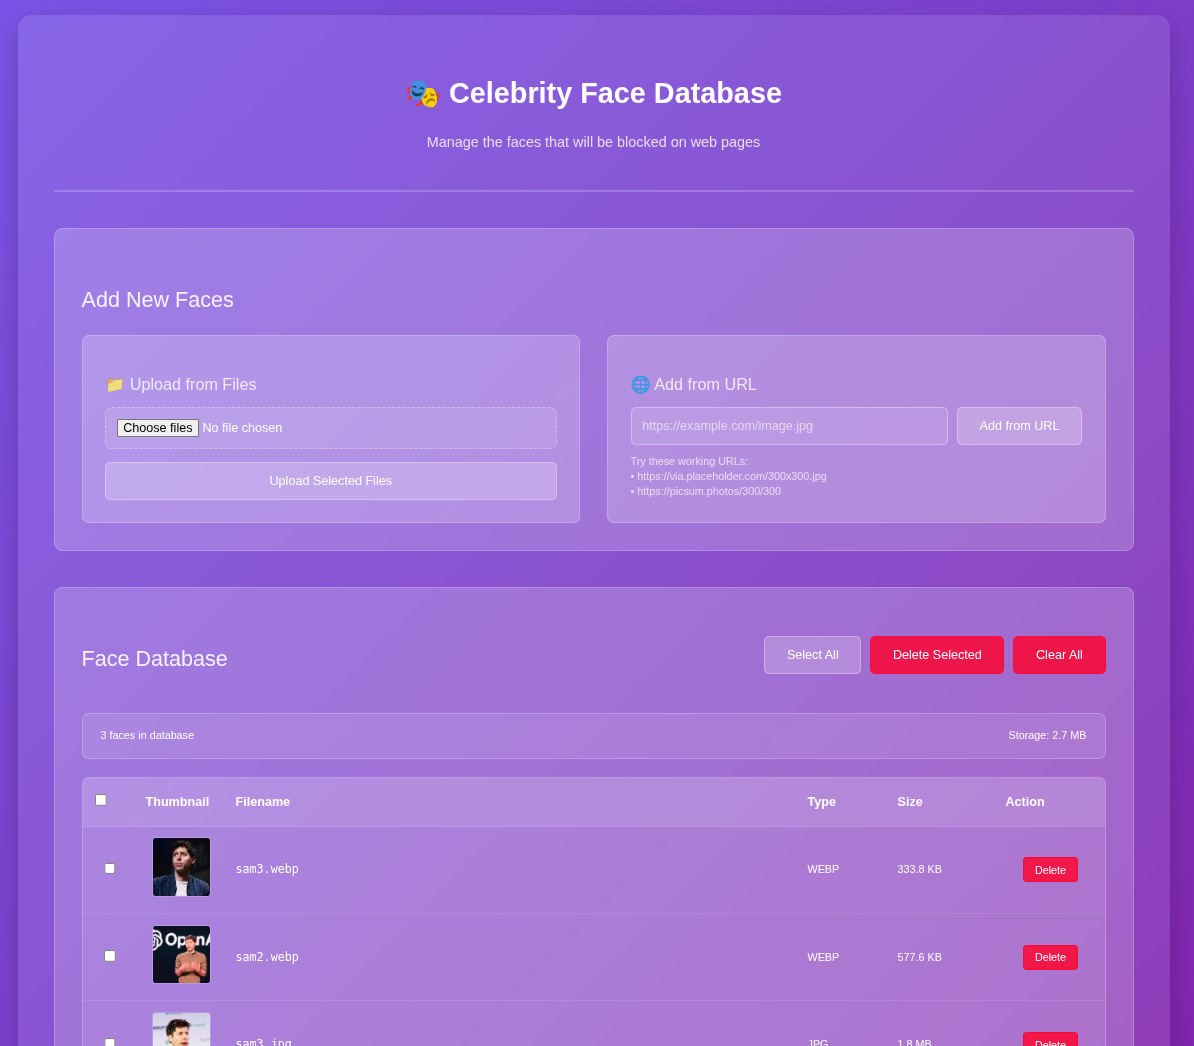 🎭 Celebrity Face Database
Manage the faces that will be blocked on web pages
Add New Faces
📁 Upload from Files
Choose files No file chosen
Upload Selected Files
🌐 Add from URL
https://example.com/image.jpg
Add from URL
Try these working URLs:
• https://via.placeholder.com/300x300.jpg
• https://picsum.photos/300/300
Face Database
Select All
Delete Selected
Clear All
3 faces in database
Storage: 2.7 MB
Thumbnail Filename Type Size Action
sam3.webp WEBP 333.8 KB Delete
OpenA
sam2.webp WEBP 577.6 KB Delete
sam3.jpg JPG 1.8 MB Delete